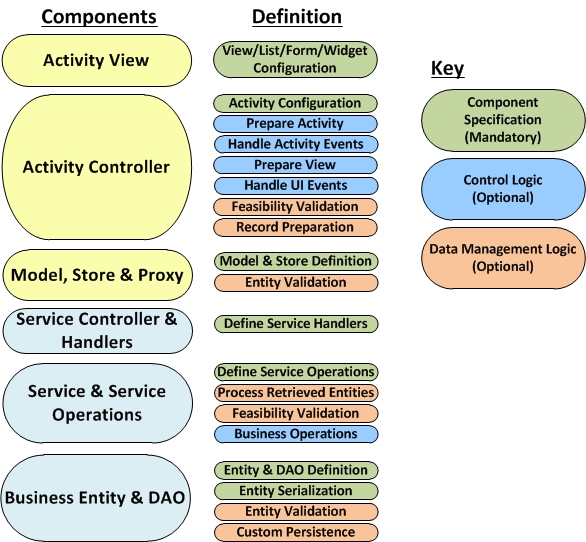 Components
Definition
Activity View
View/List/Form/Widget
Configuration
Key
Component
Specification
(Mandatory)
Control Logic
(Optional)
Data Management Logic
(Optional)
Activity Controller
Activity Configuration
Prepare Activity
Handle Activity Events
Prepare View
Handle UI Events
Feasibility Validation
Record Preparation
Model, Store & Proxy
Model & Store Definition
Entity Validation
Service Controller &
Handlers
Define Service Handlers
Service & Service
Operations
Define Service Operations
Process Retrieved Entities
Feasibility Validation
Business Operations
Business Entity & DAO
Entity & DAO Definition
Entity Serialization
Entity Validation
Custom Persistence